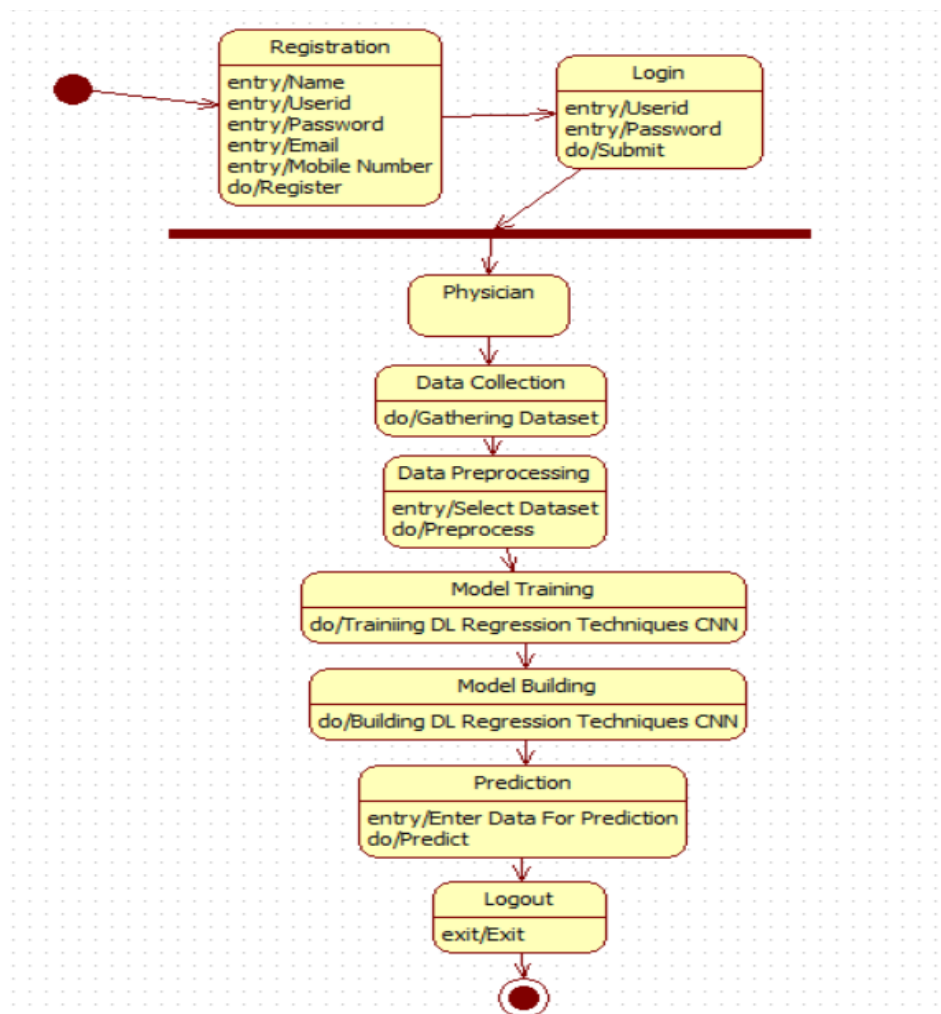 Registration
entry/Name
entry/Userid
entry/Password
entry/Email
entry/Mobile Number
do/Register
Login
entry/Userid
entry/Password
do/Submit
Physician
Data Collection
do/Gathering Dataset
Data Preprocessing
entry/Select Dataset
do/Preprocess
Model Training
do/Trainiing DL Regression Techniques CNN
Model Building
do/Building DL Regression Techniques CNN
Prediction
entry/Enter Data For Prediction
do/Predict
Logout
exit/Exit